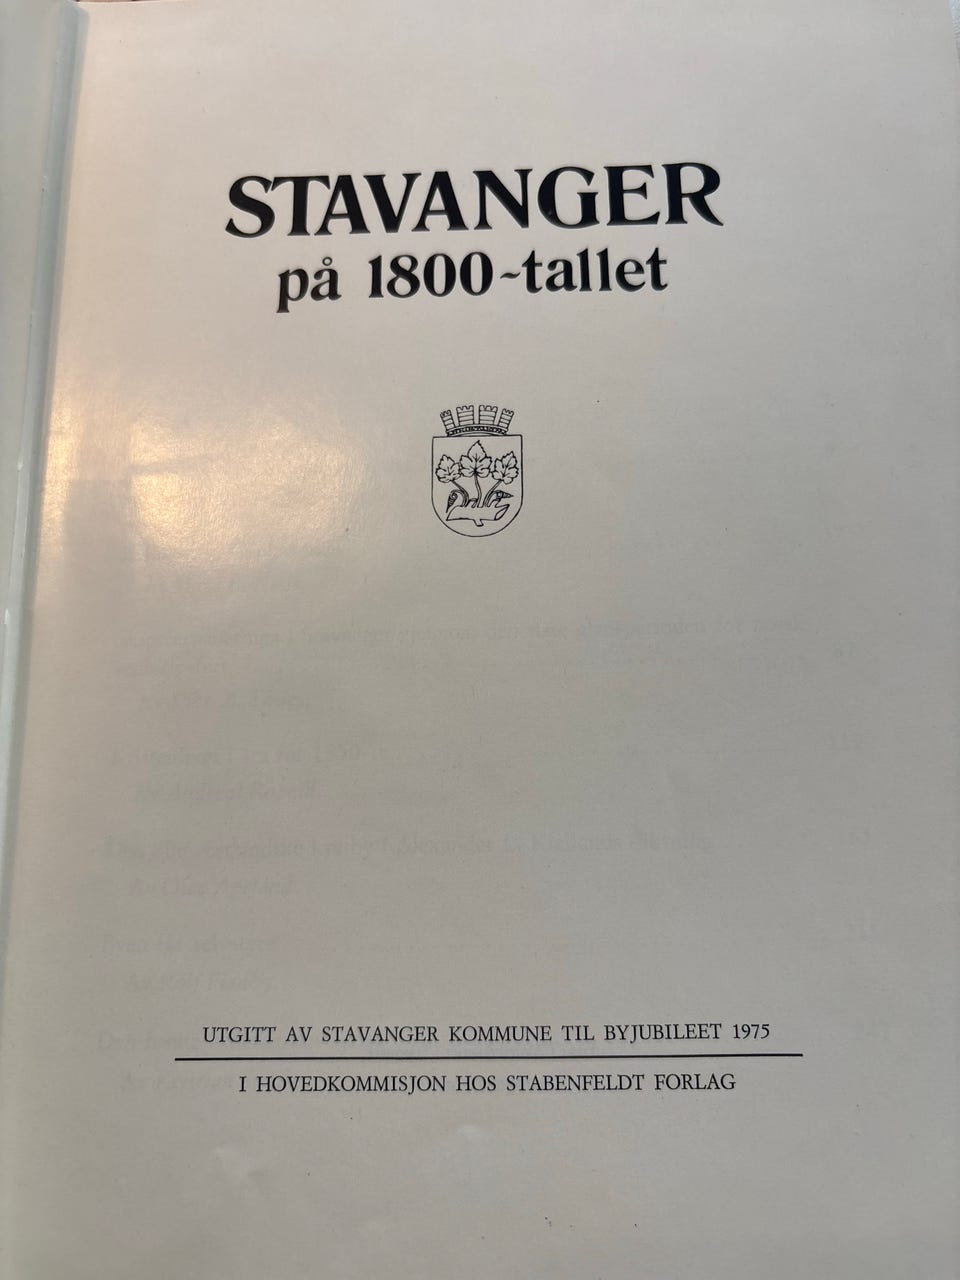 STAVANGER
på 1800-tallet
UTGITT AV STAVANGER KOMMUNE TIL BYJUBILEET 1975
I HOVEDKOMMISJON HOS STABENFELDT FORLAG